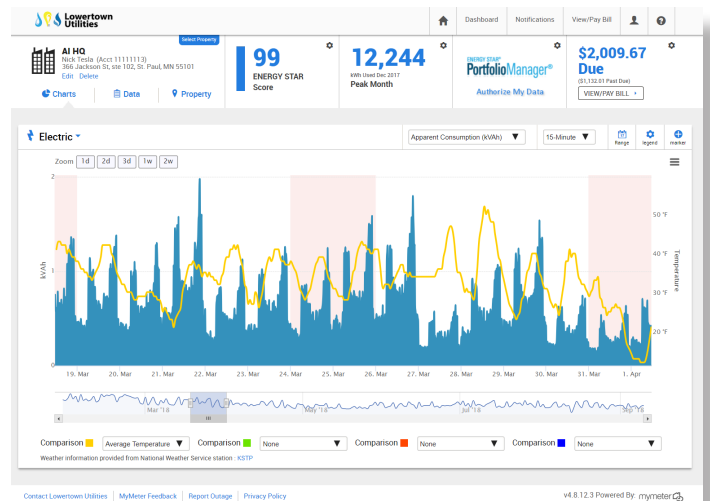 Lowertown
Utilities
Dashboard
Notifications
View/Pay Bill
Select Property
AI HQ
Nick Tesla (Acct 11111113)
366 Jackson St, ste 102, St. Paul, MN 55101
Edit Delete
Charts
Data
Property
99
ENERGY STAR
Score
12,244
kWh Used Dec 2017
Peak Month
ENERGY STAR®
PortfolioManager®
Authorize My Data
$2,009.67
Due
($1,132.01 Past Due)
VIEW/PAY BILL
Electric
Apparent Consumption (kVAh) ▼
15-Minute ▼
Range
legend
marker
Zoom 1d 2d 3d 1w 2w
2
1
0
kVAh
50 °F
40 °F
30 °F
20 °F
Temperature
19. Mar 20. Mar 21. Mar 22. Mar 23. Mar 24. Mar 25. Mar 26. Mar 27. Mar 28. Mar 29. Mar 30. Mar 31. Mar 1. Apr
Mar '18 May '18 Jul '18 Sep '18
Comparison Average Temperature ▼
Comparison None ▼
Comparison None ▼
Comparison None ▼
Weather information provided from National Weather Service station : KSTP
Contact Lowertown Utilities | MyMeter Feedback | Report Outage | Privacy Policy
v4.8.12.3 Powered By mymeter